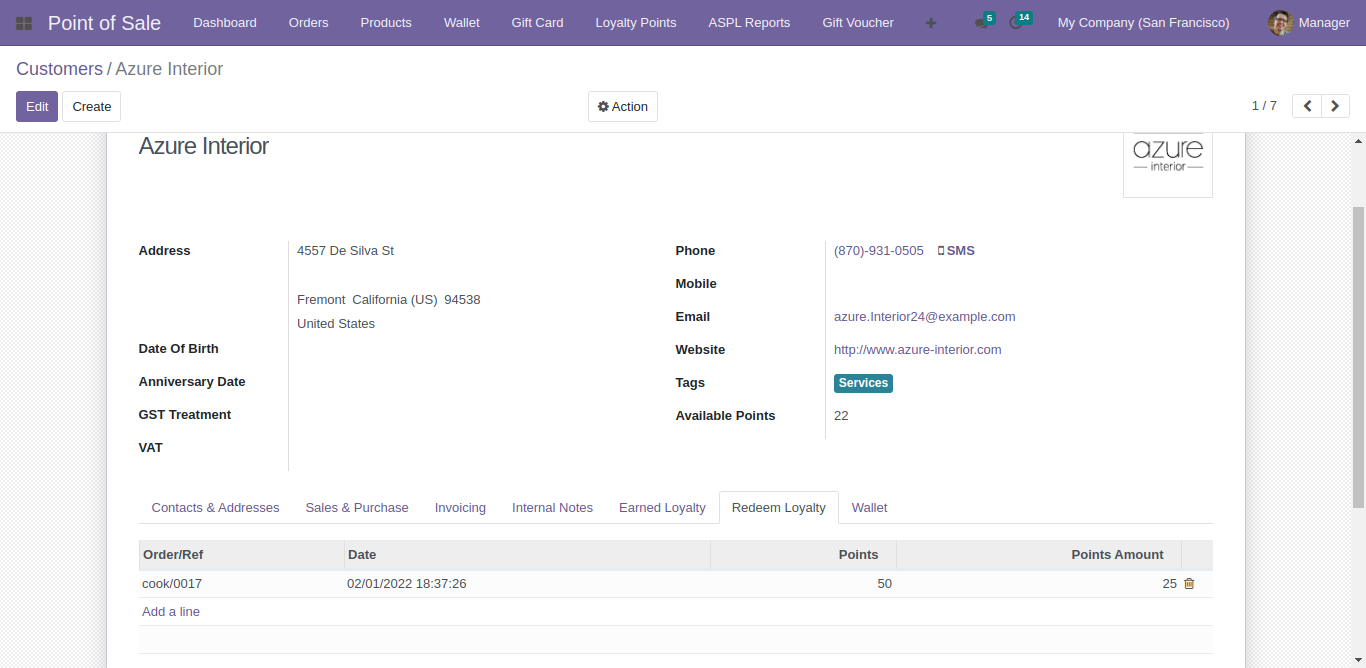 Point of Sale Dashboard Orders Products Wallet Gift Card Loyalty Points ASPL Reports Gift Voucher 5 14 My Company (San Francisco) Manager
Customers / Azure Interior
Edit Create Action 1 / 7
Azure Interior
azure
interior
Address 4557 De Silva St
Fremont California (US) 94538
United States
Date Of Birth
Anniversary Date
GST Treatment
VAT
Phone (870)-931-0505 SMS
Mobile
Email azure.Interior24@example.com
Website http://www.azure-interior.com
Tags Services
Available Points 22
Contacts & Addresses Sales & Purchase Invoicing Internal Notes Earned Loyalty Redeem Loyalty Wallet
Order/Ref Date Points Points Amount
cook/0017 02/01/2022 18:37:26 50 25
Add a line